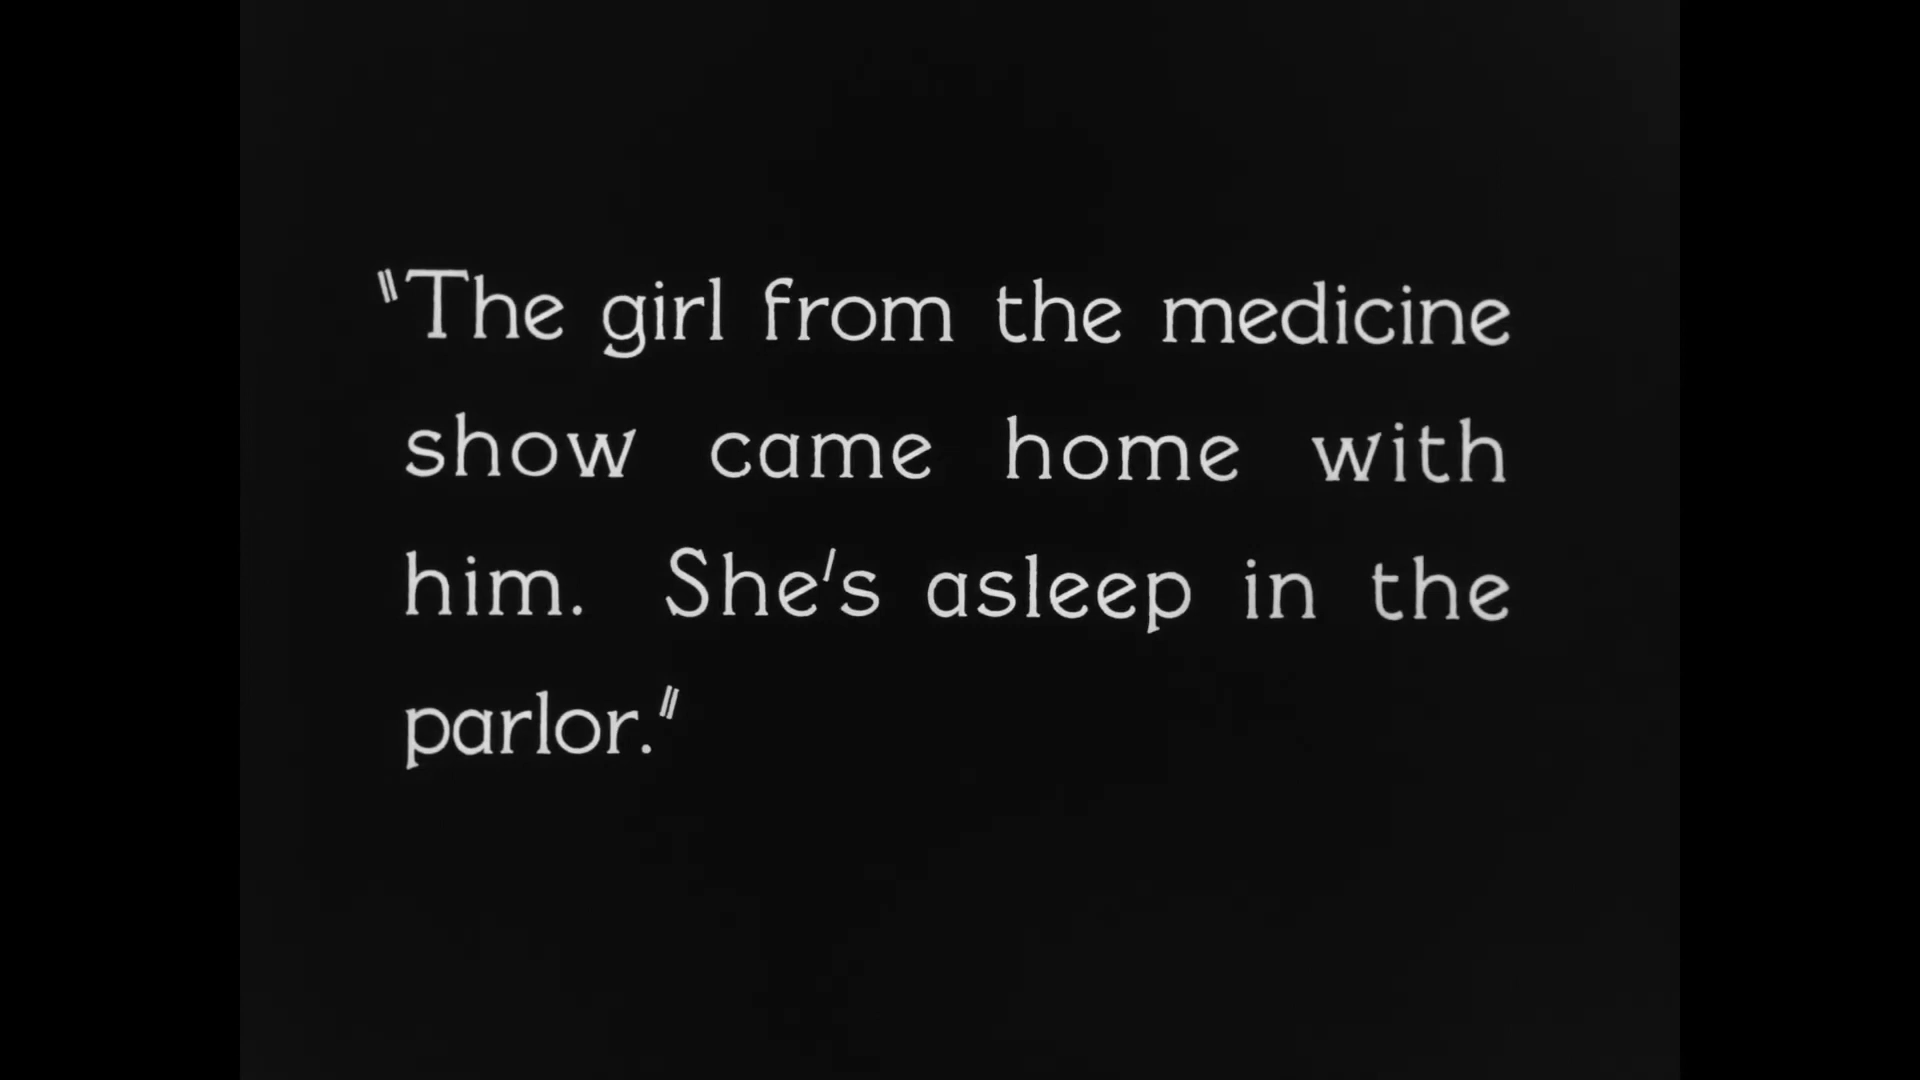 "The girl from the medicine
show came home with
him. She's asleep in the
parlor."